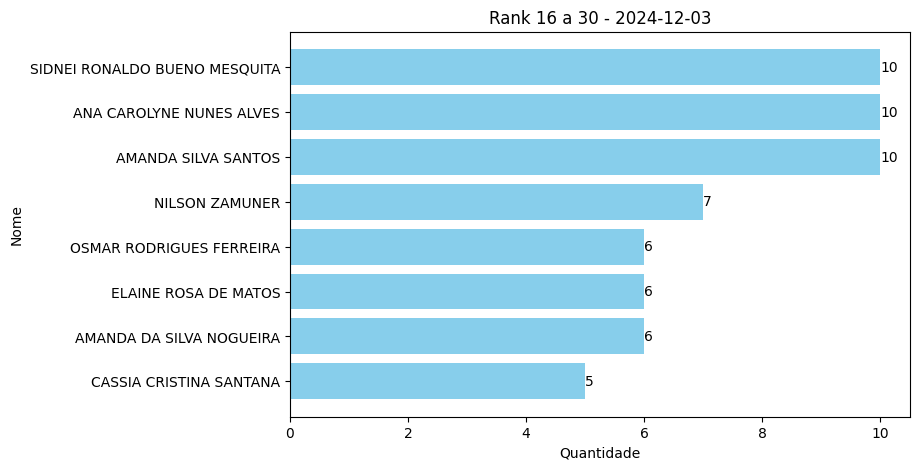 Rank 16 a 30 - 2024-12-03
SIDNEI RONALDO BUENO MESQUITA
10
ANA CAROLYNE NUNES ALVES
10
AMANDA SILVA SANTOS
10
NILSON ZAMUNER
7
OSMAR RODRIGUES FERREIRA
6
ELAINE ROSA DE MATOS
6
AMANDA DA SILVA NOGUEIRA
6
CASSIA CRISTINA SANTANA
5
Nome
0 2 4 6 8 10
Quantidade